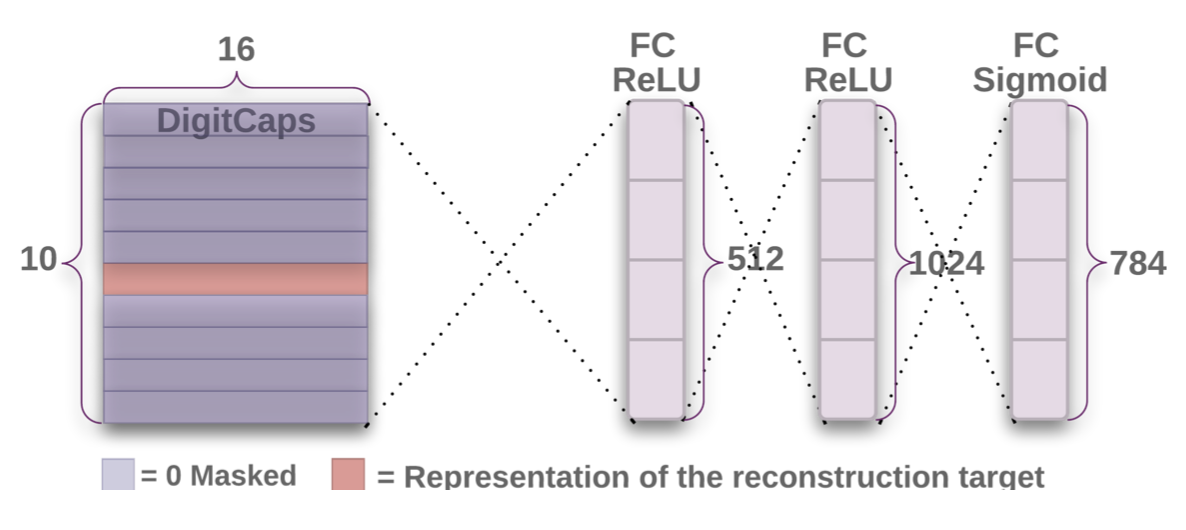 16
FC
ReLU
FC
ReLU
FC
Sigmoid
DigitCaps
10
512
1024
784
= 0 Masked
= Representation of the reconstruction target